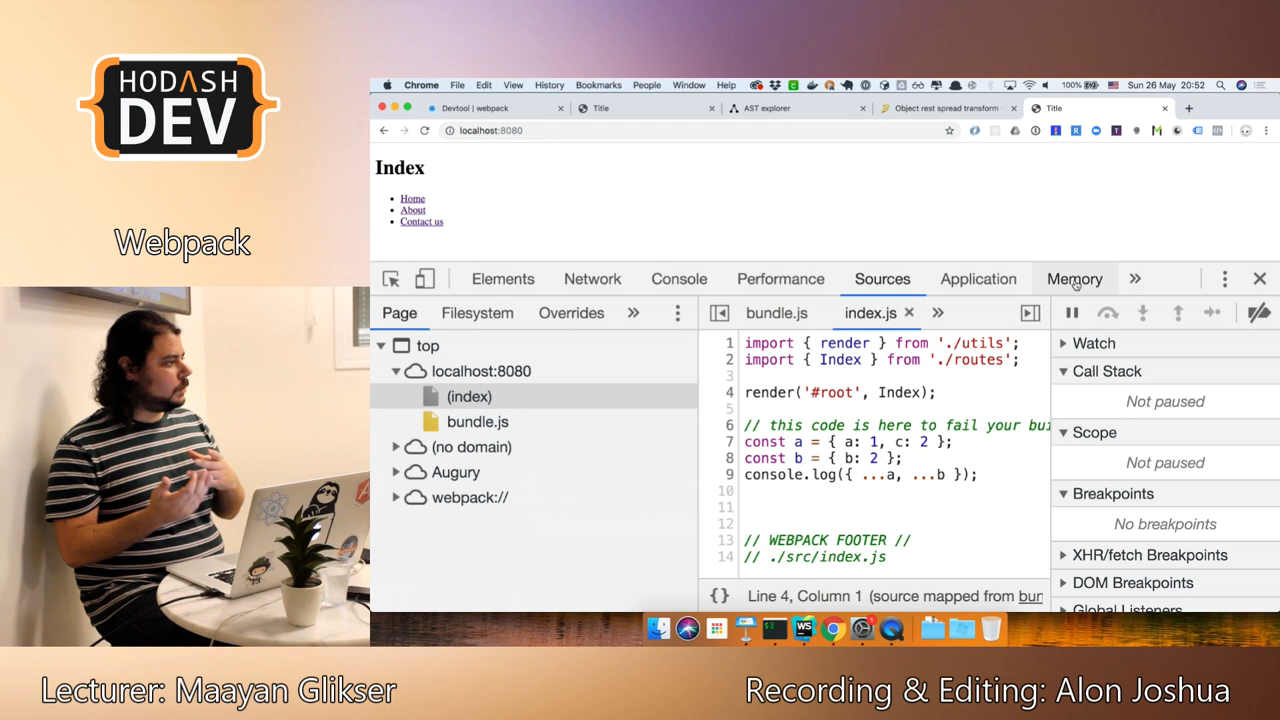 HODASH
DEV
Webpack
Chrome File Edit View History Bookmarks People Window Help 100% Sun 26 May 20:52
Devtool | webpack
Title
AST explorer
Object rest spread transform ·
Title
localhost:8080
Index
Home
About
Contact us
Elements Network Console Performance Sources Application Memory
Page Filesystem Overrides
bundle.js index.js
top
localhost:8080
(index)
bundle.js
(no domain)
Augury
webpack://
1 import { render } from './utils';
2 import { Index } from './routes';
3
4 render('#root', Index);
5
6 // this code is here to fail your bui
7 const a = { a: 1, c: 2 };
8 const b = { b: 2 };
9 console.log({ ...a, ...b });
10
11
12
13 // WEBPACK FOOTER //
14 // ./src/index.js
{} Line 4, Column 1 (source mapped from bun
Watch
Call Stack
Not paused
Scope
Not paused
Breakpoints
No breakpoints
XHR/fetch Breakpoints
DOM Breakpoints
Global Listeners
Lecturer: Maayan Glikser
Recording & Editing: Alon Joshua